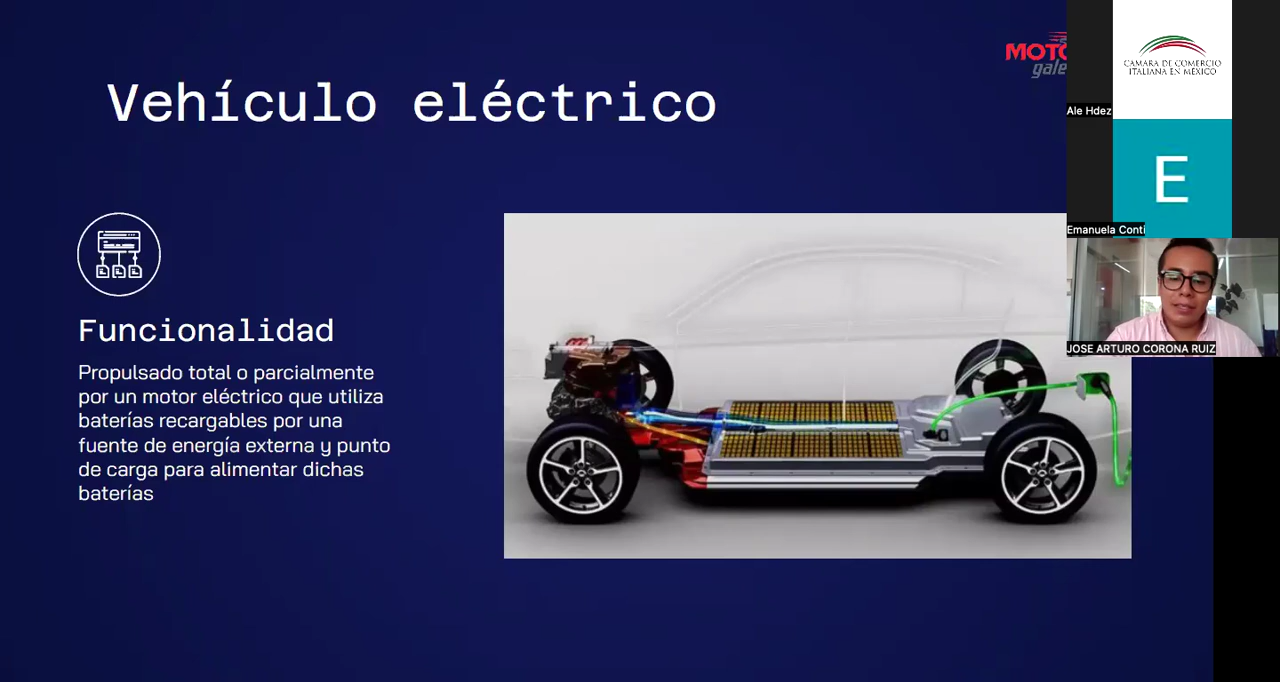 Vehículo eléctrico
Funcionalidad
Propulsado total o parcialmente
por un motor eléctrico que utiliza
baterías recargables por una
fuente de energía externa y punto
de carga para alimentar dichas
baterías
CAMARA DE COMERCIO
ITALIANA EN MÉXICO
Ale Hdez
E
Emanuela Conti
JOSE ARTURO CORONA RUIZ